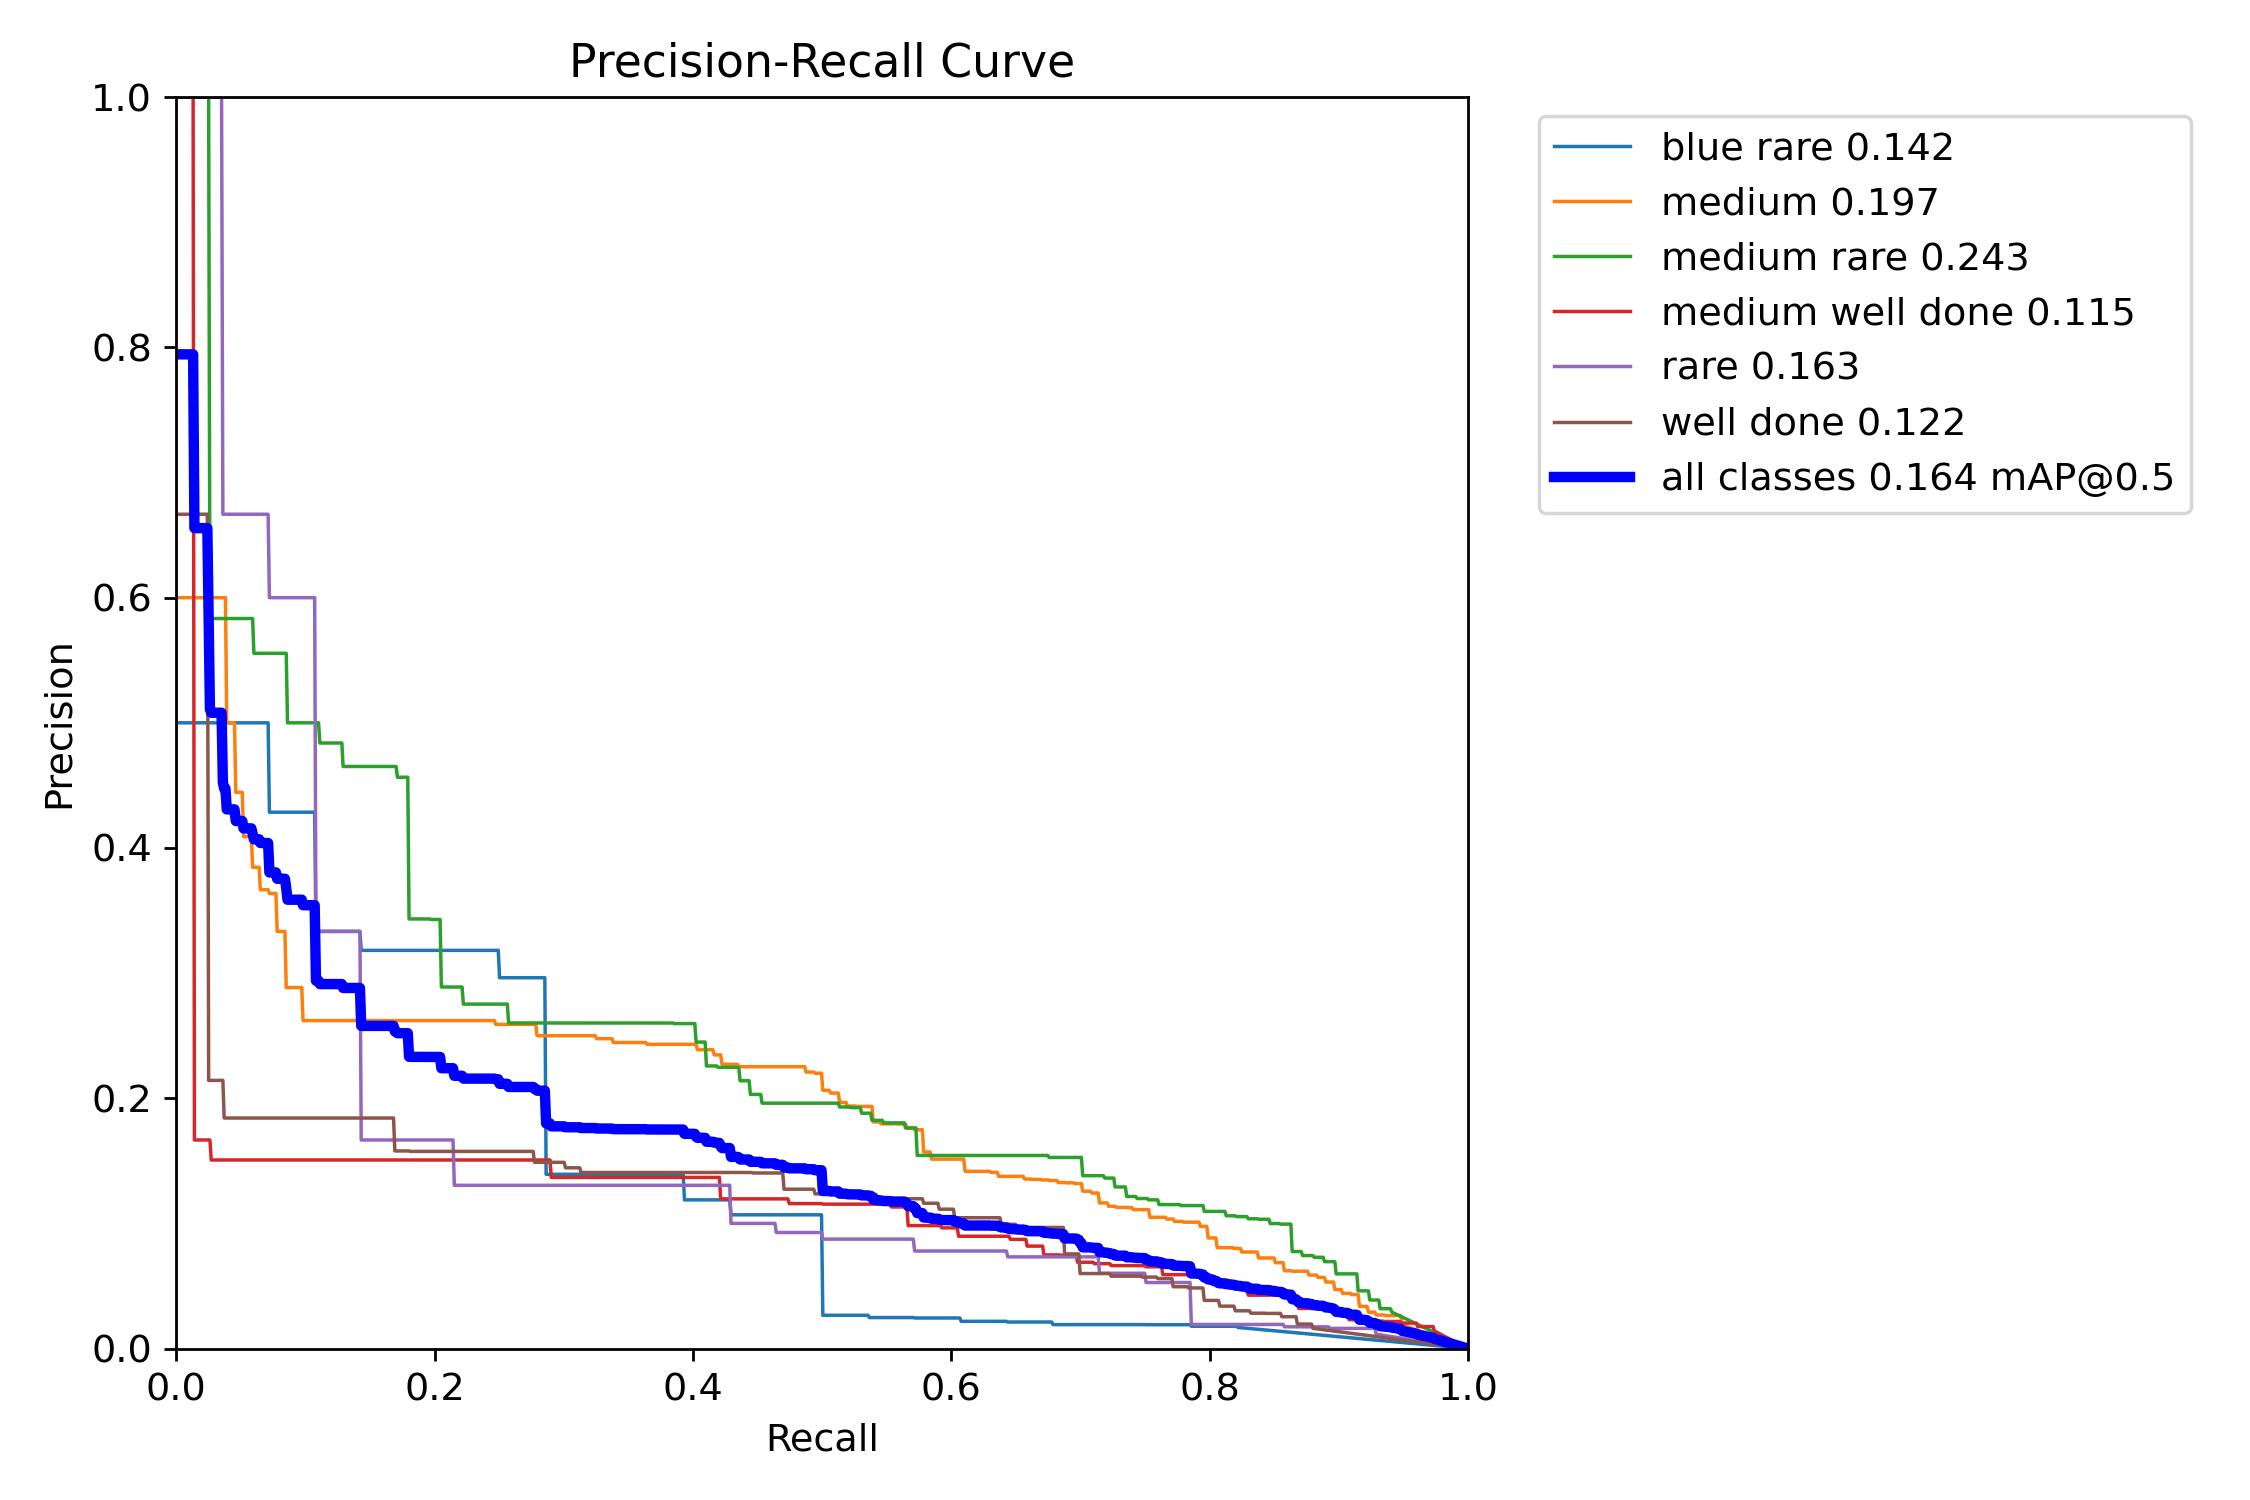 Precision-Recall Curve
1.0
0.8
0.6
0.4
0.2
0.0
Precision
0.0 0.2 0.4 0.6 0.8 1.0
Recall
blue rare 0.142
medium 0.197
medium rare 0.243
medium well done 0.115
rare 0.163
well done 0.122
all classes 0.164 mAP@0.5